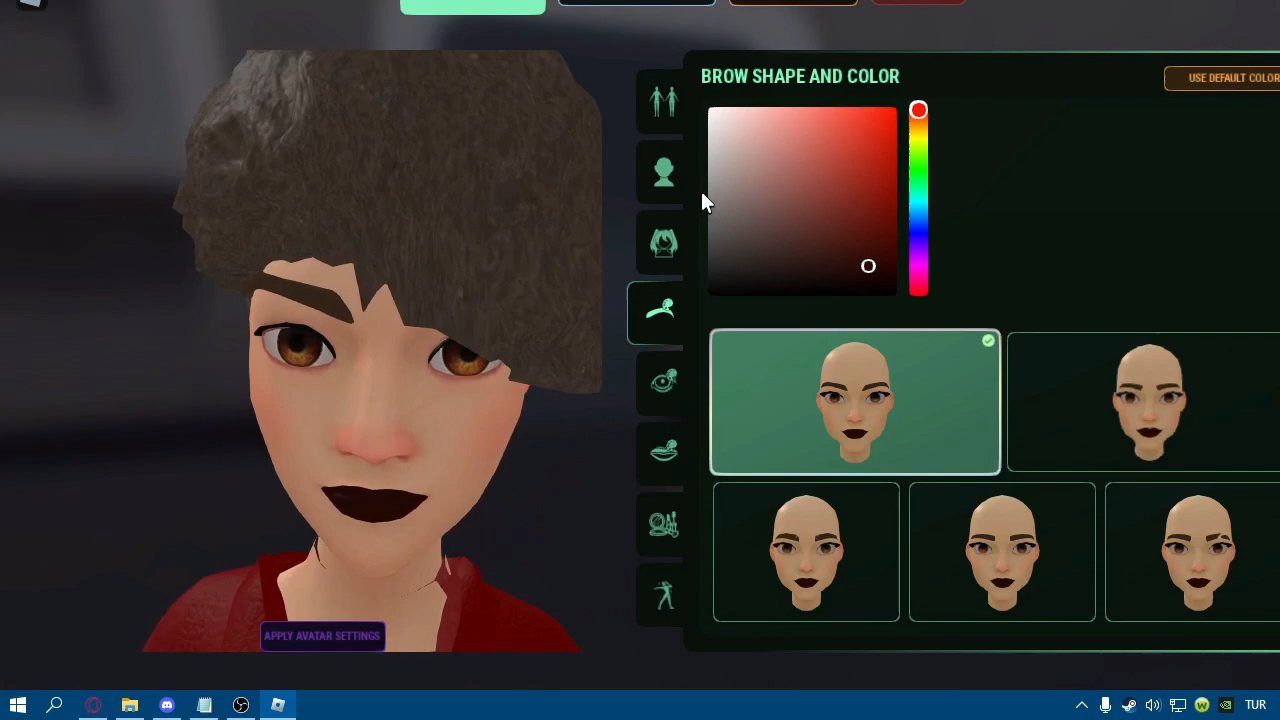 BROW SHAPE AND COLOR
USE DEFAULT COLOR
APPLY AVATAR SETTINGS
TUR